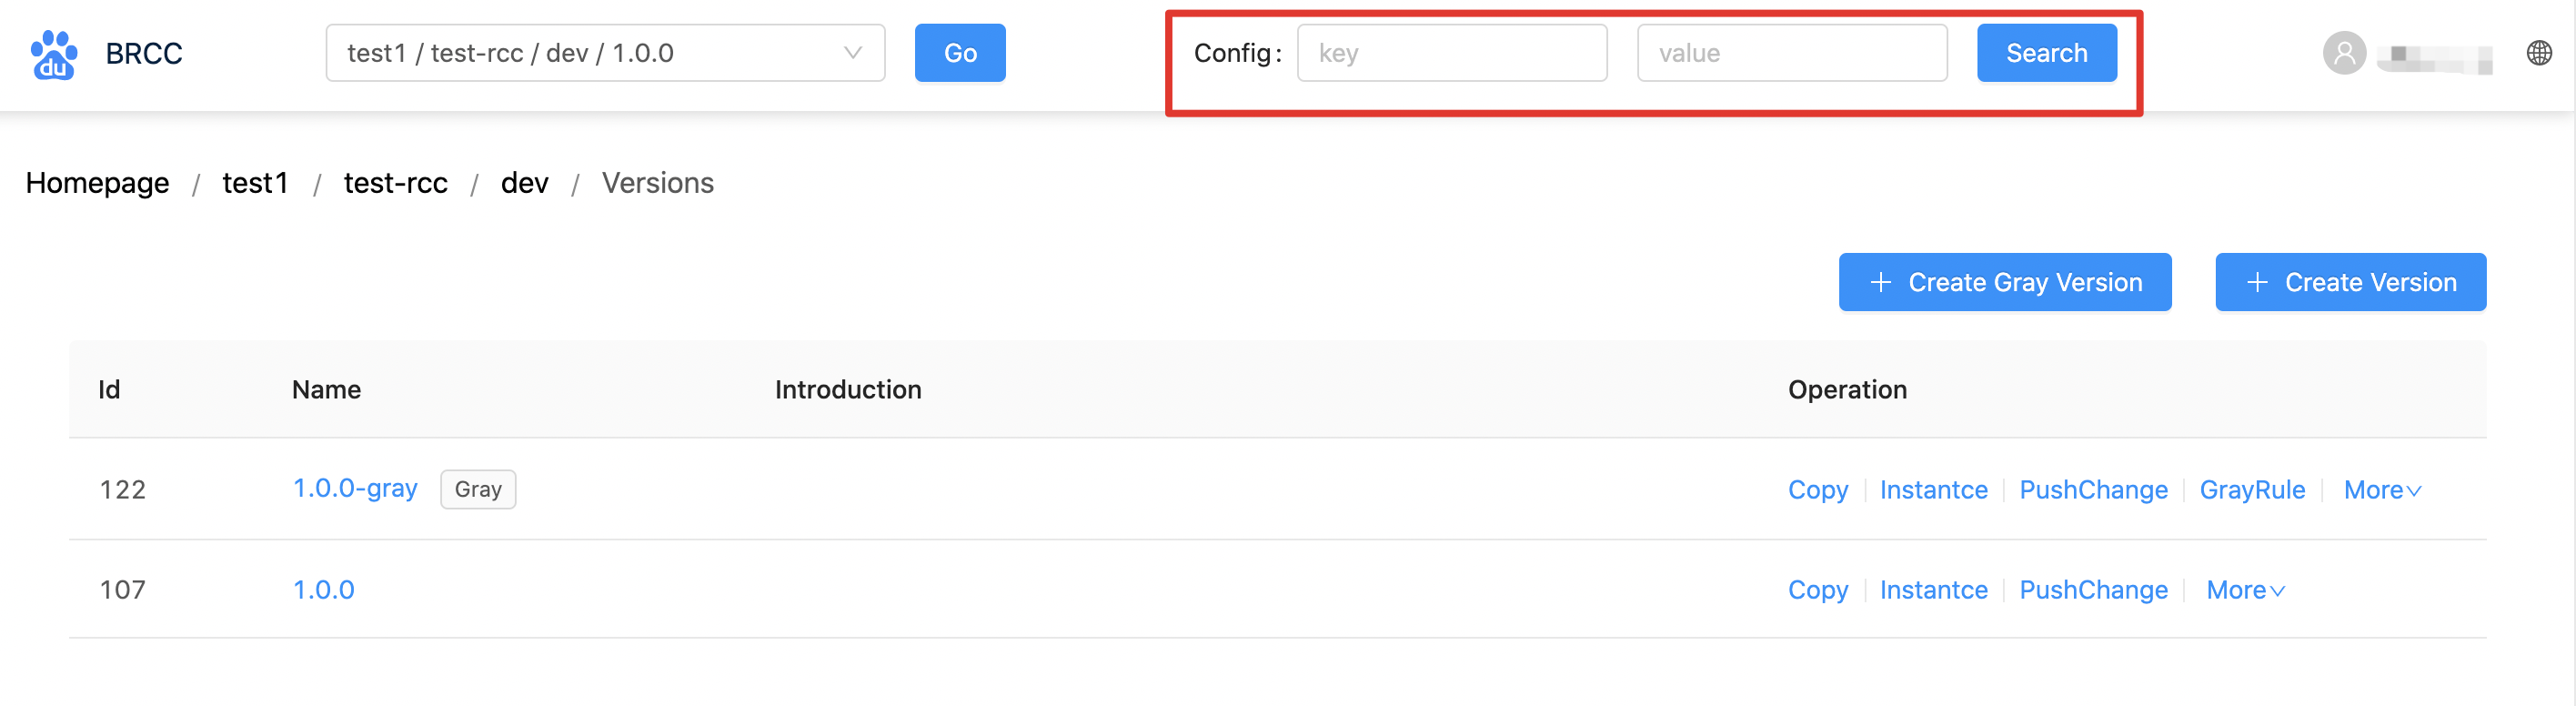 du BRCC test1 / test-rcc / dev / 1.0.0 Go Config: key value Search
Homepage / test1 / test-rcc / dev / Versions
+ Create Gray Version + Create Version
Id Name Introduction Operation
122 1.0.0-gray Gray Copy Instantce PushChange GrayRule More
107 1.0.0 Copy Instantce PushChange More